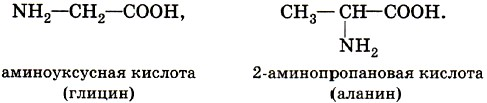 NH₂—CH₂—COOH,
CH₃—CH—COOH.
NH₂
аминоуксусная кислота
(глицин)
2-аминопропановая кислота
(аланин)